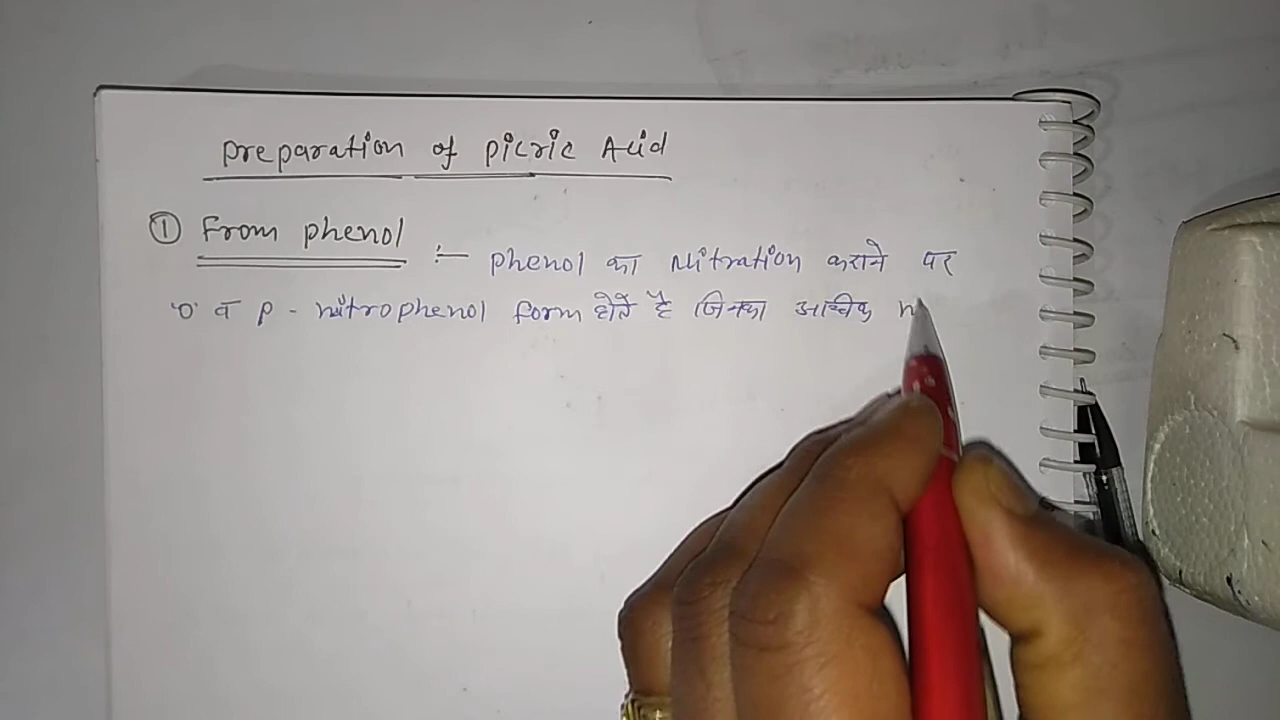 Preparation of Picric Acid
① From phenol :- Phenol का Nitration कराने पर
'o' व p - nitrophenol form होते है जिनका अधिक n